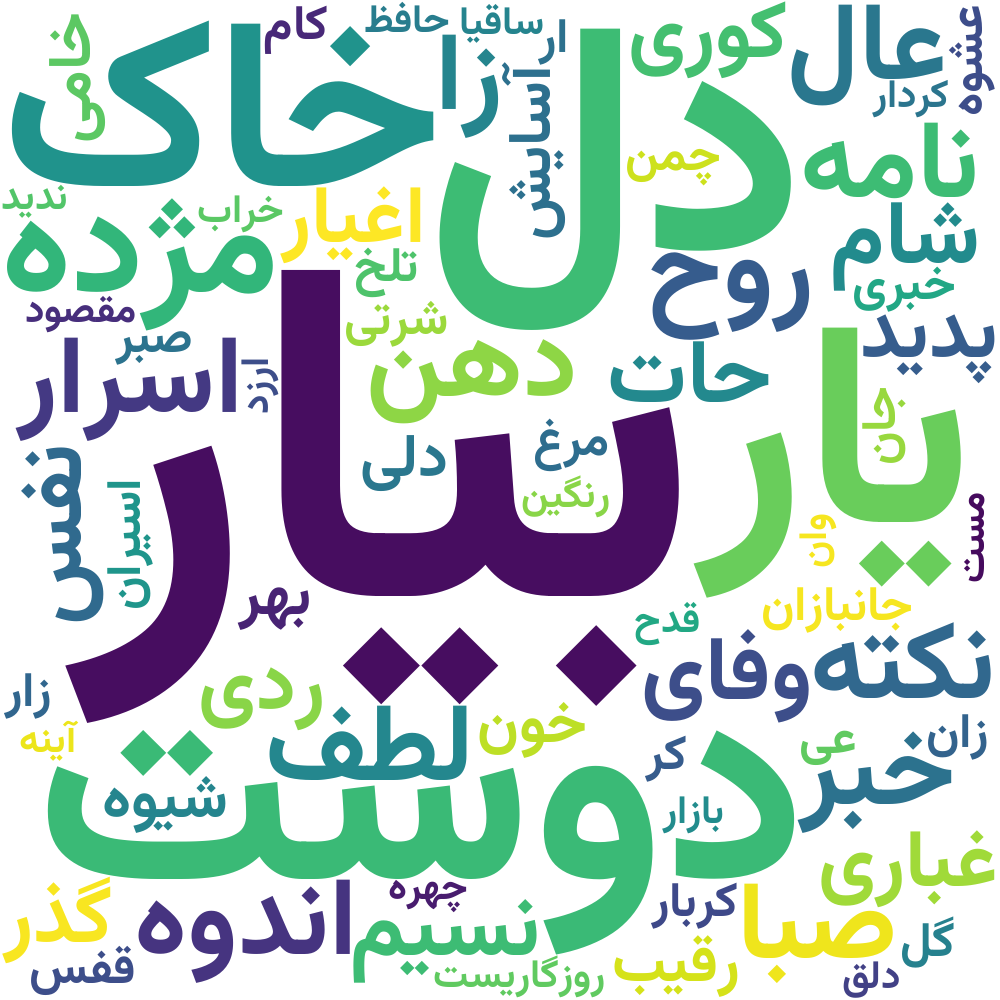 کام
ساقیا حافظ
ار
کوری
عال
عشوه
کردار
خامی
خاک
زا
آسایش
دل
چمن
نامه
ندید
خراب
اغیار
شام
مژده
تلخ
روح
خبری
مقصود
صبر
شرتی
پدید
اسرار
ارزد
دهن
حات
جان
یار
بیار
دلی
مرغ
رنگین
نفس
اسیران
وان
مست
بهر
جانبازان
قدح
وفای
نکته
زار
ردی
لطف
خون
زان
آینه
کر
عی
خبر
شیوه
دوست
بازار
غباری
گذر
اندوه
چهره
نسیم
کربار
صبا
گل
قفس
روزگاریست
رقیب
دلق